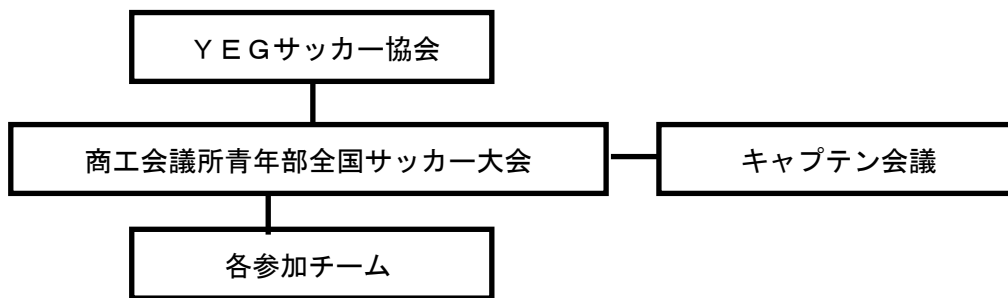 ＹＥＧサッカー協会
商工会議所青年部全国サッカー大会
キャプテン会議
各参加チーム